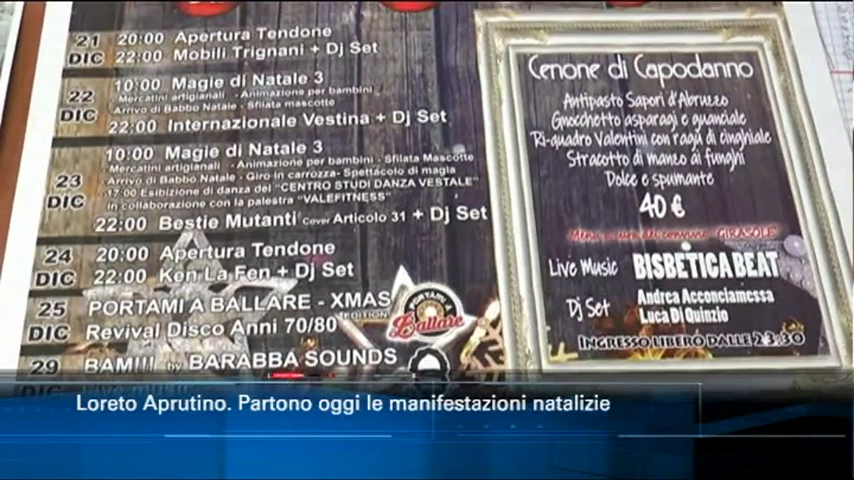 21 DIC
20:00 Apertura Tendone
22:00 Mobili Trignani + Dj Set
22 DIC
10:00 Magie di Natale 3
- Mercatini artigianali - Animazione per bambini
Arrivo di Babbo Natale - Sfilata mascotte
22:00 Internazionale Vestina + Dj Set
23 DIC
10:00 Magie di Natale 3
Mercatini artigianali - Animazione per bambini - Sfilata Mascotte
- Arrivo di Babbo Natale - Giro in carrozza - Spettacolo di magia
17:00 Esibizione di danza del "CENTRO STUDI DANZA VESTALE"
in collaborazione con la palestra "VALEFITNESS"
22:00 Bestie Mutanti Cover Articolo 31 + Dj Set
24 DIC
20:00 Apertura Tendone
22:00 Ken La Fen + Dj Set
25 DIC
PORTAMI A BALLARE - XMAS
EDITION
Revival Disco Anni 70/80
PORTAMI A
Ballare
29 DIC
BAM!!! by BARABBA SOUNDS
Cenone di Capodanno
Antipasto Sapori d'Abruzzo
Gnocchetto asparagi e guanciale
Ri-quadro Valentini con ragù di cinghiale
Stracotto di manzo ai funghi
Dolce e spumante
40 €
Menu a cura del "GIRASOLE"
Live Music BISBETICA BEAT
Dj Set Andrea Acconciamessa
Luca Di Quinzio
INGRESSO LIBERO DALLE 23:30
Loreto Aprutino. Partono oggi le manifestazioni natalizie